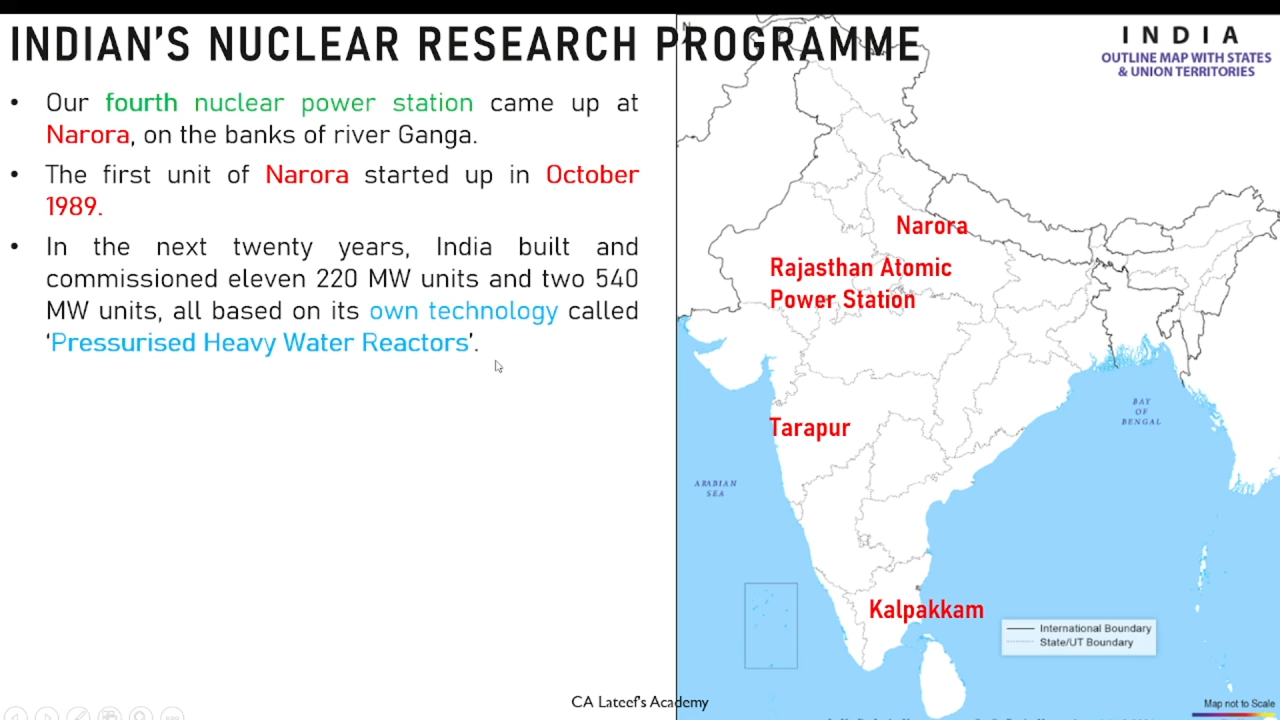 INDIAN'S NUCLEAR RESEARCH PROGRAMME
• Our fourth nuclear power station came up at
Narora, on the banks of river Ganga.
• The first unit of Narora started up in October
1989.
• In the next twenty years, India built and
commissioned eleven 220 MW units and two 540
MW units, all based on its own technology called
‘Pressurised Heavy Water Reactors’.
CA Lateef's Academy
N
INDIA
OUTLINE MAP WITH STATES
& UNION TERRITORIES
Narora
Rajasthan Atomic
Power Station
Tarapur
Kalpakkam
BAY
OF
BENGAL
ARABIAN
SEA
International Boundary
State/UT Boundary
Map not to Scale